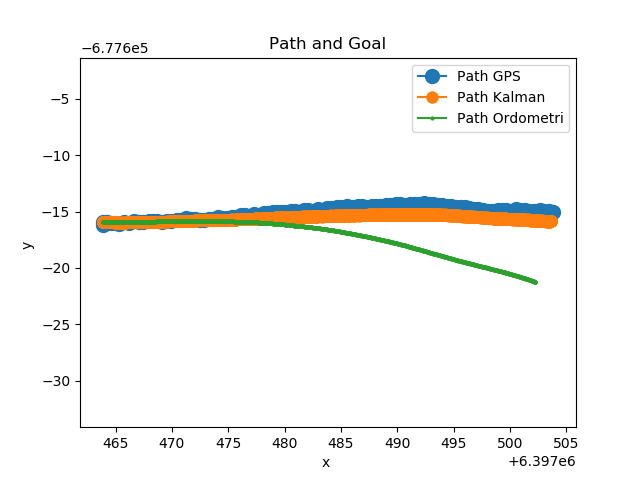 Path and Goal
−6.776e5
Path GPS
Path Kalman
Path Ordometri
−5
−10
−15
−20
−25
−30
y
465 470 475 480 485 490 495 500 505
x
+6.397e6